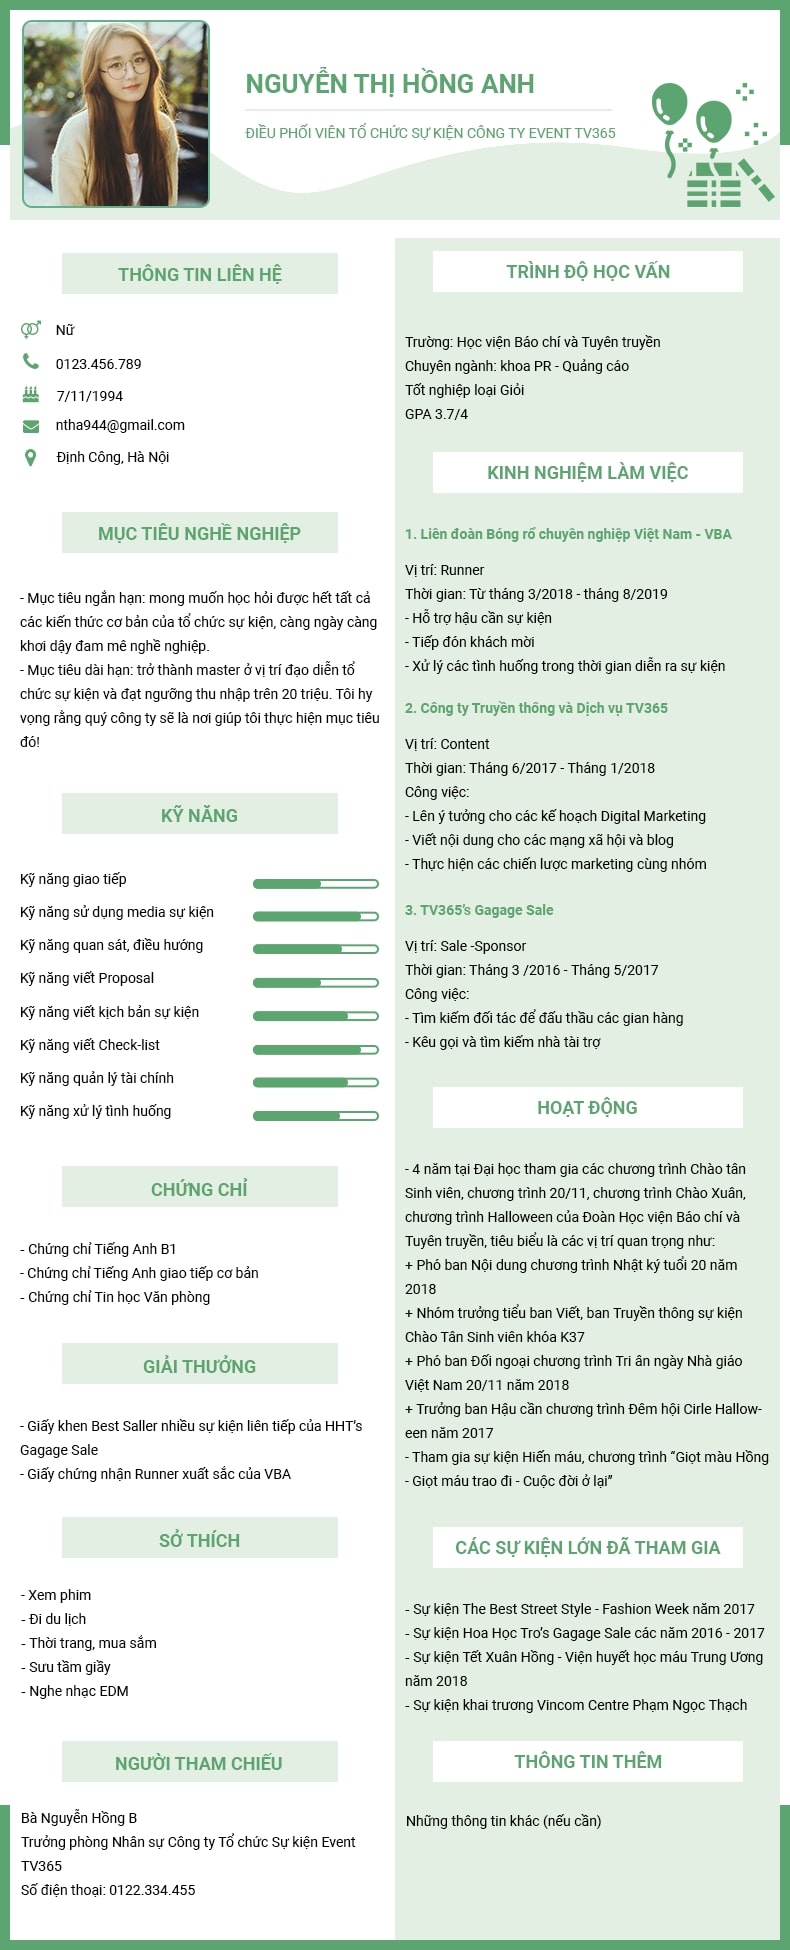 NGUYỄN THỊ HỒNG ANH
ĐIỀU PHỐI VIÊN TỔ CHỨC SỰ KIỆN CÔNG TY EVENT TV365
THÔNG TIN LIÊN HỆ
Nữ
0123.456.789
7/11/1994
ntha944@gmail.com
Định Công, Hà Nội
MỤC TIÊU NGHỀ NGHIỆP
- Mục tiêu ngắn hạn: mong muốn học hỏi được hết tất cả
các kiến thức cơ bản của tổ chức sự kiện, càng ngày càng
khơi dậy đam mê nghề nghiệp.
- Mục tiêu dài hạn: trở thành master ở vị trí đạo diễn tổ
chức sự kiện và đạt ngưỡng thu nhập trên 20 triệu. Tôi hy
vọng rằng quý công ty sẽ là nơi giúp tôi thực hiện mục tiêu
đó!
KỸ NĂNG
Kỹ năng giao tiếp
Kỹ năng sử dụng media sự kiện
Kỹ năng quan sát, điều hướng
Kỹ năng viết Proposal
Kỹ năng viết kịch bản sự kiện
Kỹ năng viết Check-list
Kỹ năng quản lý tài chính
Kỹ năng xử lý tình huống
CHỨNG CHỈ
- Chứng chỉ Tiếng Anh B1
- Chứng chỉ Tiếng Anh giao tiếp cơ bản
- Chứng chỉ Tin học Văn phòng
GIẢI THƯỞNG
- Giấy khen Best Saller nhiều sự kiện liên tiếp của HHT's
Gagage Sale
- Giấy chứng nhận Runner xuất sắc của VBA
SỞ THÍCH
- Xem phim
- Đi du lịch
- Thời trang, mua sắm
- Sưu tầm giầy
- Nghe nhạc EDM
NGƯỜI THAM CHIẾU
Bà Nguyễn Hồng B
Trưởng phòng Nhân sự Công ty Tổ chức Sự kiện Event
TV365
Số điện thoại: 0122.334.455
TRÌNH ĐỘ HỌC VẤN
Trường: Học viện Báo chí và Tuyên truyền
Chuyên ngành: khoa PR - Quảng cáo
Tốt nghiệp loại Giỏi
GPA 3.7/4
KINH NGHIỆM LÀM VIỆC
1. Liên đoàn Bóng rổ chuyên nghiệp Việt Nam - VBA
Vị trí: Runner
Thời gian: Từ tháng 3/2018 - tháng 8/2019
- Hỗ trợ hậu cần sự kiện
- Tiếp đón khách mời
- Xử lý các tình huống trong thời gian diễn ra sự kiện
2. Công ty Truyền thông và Dịch vụ TV365
Vị trí: Content
Thời gian: Tháng 6/2017 - Tháng 1/2018
Công việc:
- Lên ý tưởng cho các kế hoạch Digital Marketing
- Viết nội dung cho các mạng xã hội và blog
- Thực hiện các chiến lược marketing cùng nhóm
3. TV365's Gagage Sale
Vị trí: Sale -Sponsor
Thời gian: Tháng 3 /2016 - Tháng 5/2017
Công việc:
- Tìm kiếm đối tác để đấu thầu các gian hàng
- Kêu gọi và tìm kiếm nhà tài trợ
HOẠT ĐỘNG
- 4 năm tại Đại học tham gia các chương trình Chào tân
Sinh viên, chương trình 20/11, chương trình Chào Xuân,
chương trình Halloween của Đoàn Học viện Báo chí và
Tuyên truyền, tiêu biểu là các vị trí quan trọng như:
+ Phó ban Nội dung chương trình Nhật ký tuổi 20 năm
2018
+ Nhóm trưởng tiểu ban Viết, ban Truyền thông sự kiện
Chào Tân Sinh viên khóa K37
+ Phó ban Đối ngoại chương trình Tri ân ngày Nhà giáo
Việt Nam 20/11 năm 2018
+ Trưởng ban Hậu cần chương trình Đêm hội Cirle Hallow-
een năm 2017
- Tham gia sự kiện Hiến máu, chương trình “Giọt màu Hồng
- Giọt máu trao đi - Cuộc đời ở lại”
CÁC SỰ KIỆN LỚN ĐÃ THAM GIA
- Sự kiện The Best Street Style - Fashion Week năm 2017
- Sự kiện Hoa Học Tro's Gagage Sale các năm 2016 - 2017
- Sự kiện Tết Xuân Hồng - Viện huyết học máu Trung Ương
năm 2018
- Sự kiện khai trương Vincom Centre Phạm Ngọc Thạch
THÔNG TIN THÊM
Những thông tin khác (nếu cần)